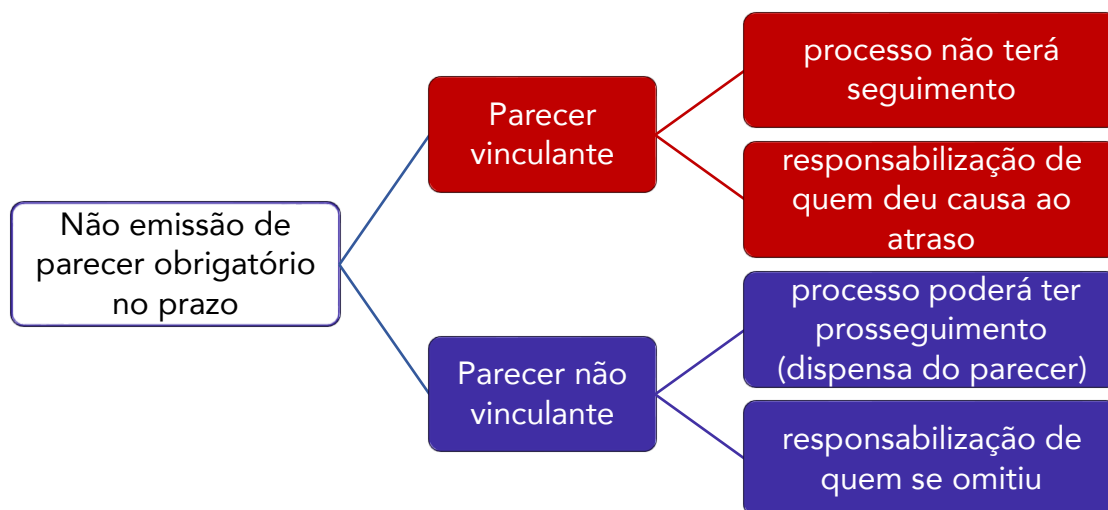 Não emissão de
parecer obrigatório
no prazo
Parecer
vinculante
processo não terá
seguimento
responsabilização de
quem deu causa ao
atraso
Parecer não
vinculante
processo poderá ter
prosseguimento
(dispensa do parecer)
responsabilização de
quem se omitiu